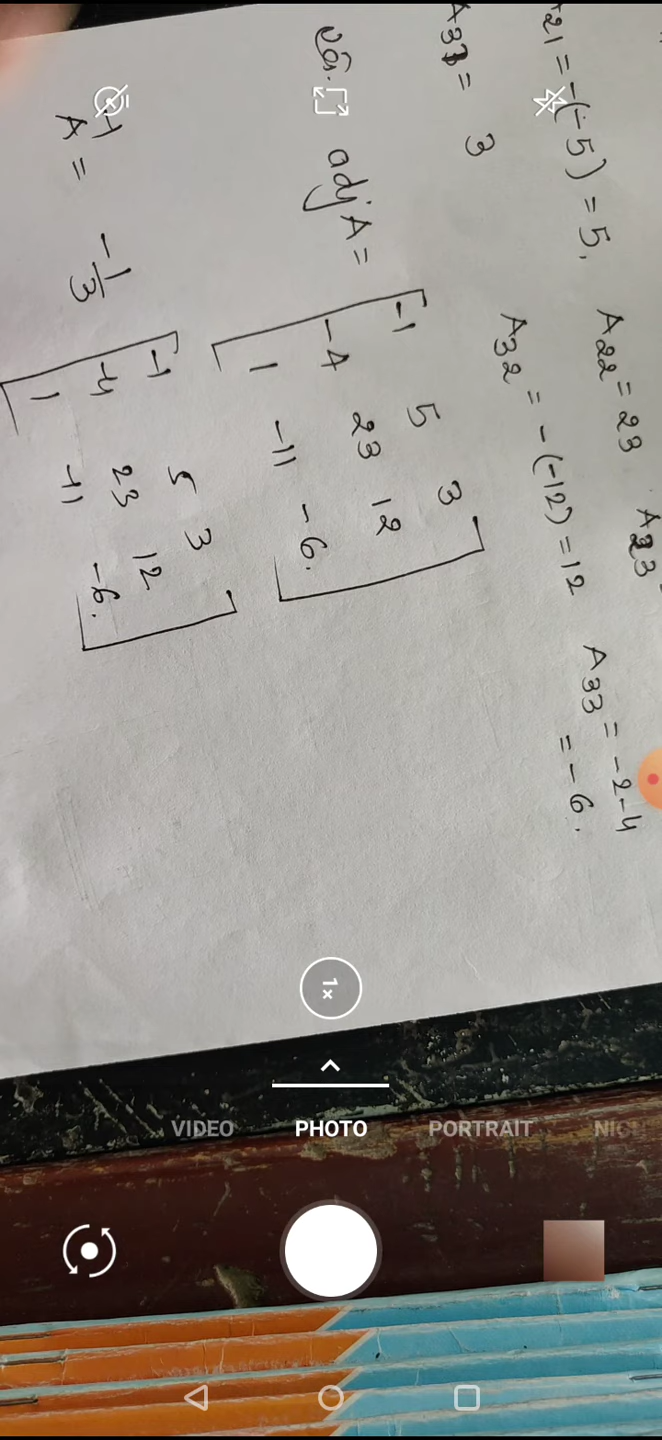 A21 = -(-5) = 5, A22 = 23 A23
A31 = 3 A32 = -(-12) = 12 A33 = -2-4
= -6.
adj A =
-1 5 3
-4 23 12
1 -11 -6.
A-1 = -1/3
-1 5 3
-4 23 12
1 -11 -6.
1×
VIDEO PHOTO PORTRAIT